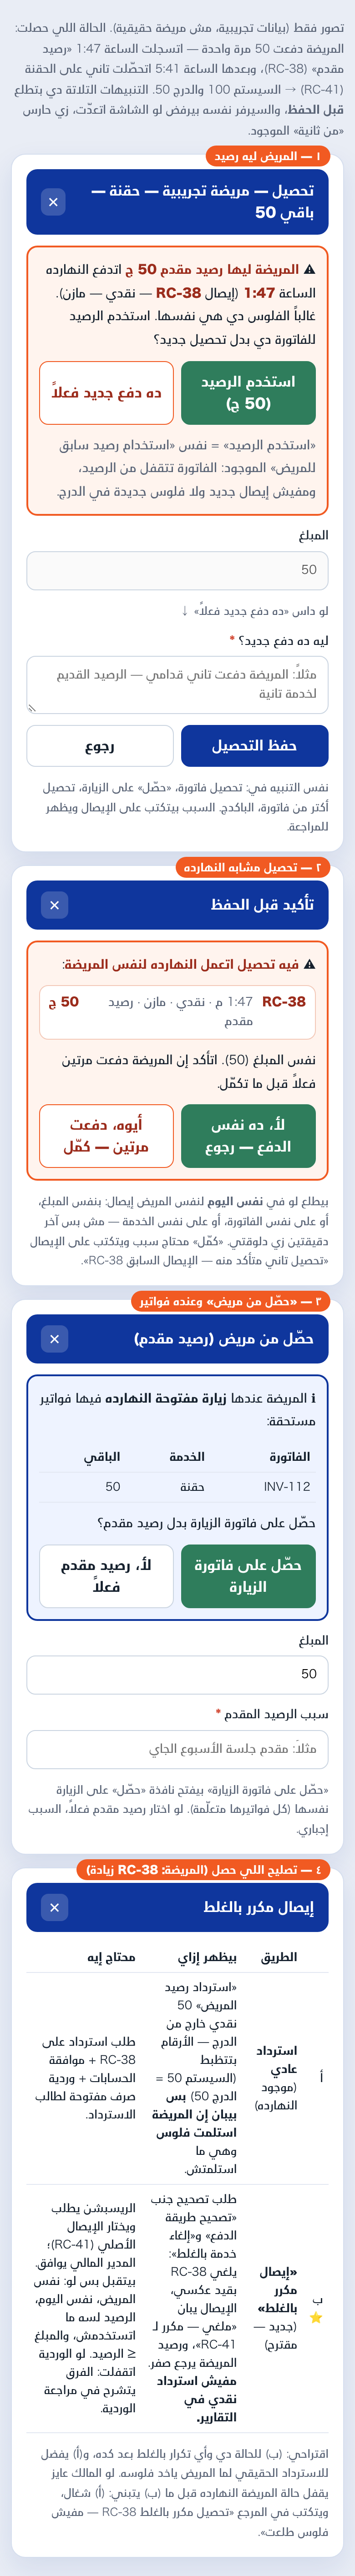 تصور فقط (بيانات تجريبية، مش مريضة حقيقية). الحالة اللي حصلت:
المريضة دفعت 50 مرة واحدة — اتسجلت الساعة 1:47 «رصيد
مقدم» (RC-38)، وبعدها الساعة 5:41 اتحصّلت تاني على الحقنة
(RC-41) → السيستم 100 والدرج 50. التنبيهات التلاتة دي بتطلع
قبل الحفظ، والسيرفر نفسه بيرفض لو الشاشة اتعدّت، زي حارس
«من ثانية» الموجود.
١ — المريض ليه رصيد
تحصيل — مريضة تجريبية — حقنة —
باقي 50
✕
⚠ المريضة ليها رصيد مقدم 50 ج اتدفع النهارده
الساعة 1:47 (إيصال RC-38 — نقدي — مازن).
غالباً الفلوس دي هي نفسها. استخدم الرصيد
للفاتورة دي بدل تحصيل جديد؟
استخدم الرصيد
(50 ج)
ده دفع جديد فعلاً
«استخدم الرصيد» = نفس «استخدام رصيد سابق
للمريض» الموجود: الفاتورة تتقفل من الرصيد،
ومفيش إيصال جديد ولا فلوس جديدة في الدرج.
المبلغ
50
لو داس «ده دفع جديد فعلاً» ↓
ليه ده دفع جديد؟ *
مثلاً: المريضة دفعت تاني قدامي — الرصيد القديم
لخدمة تانية
حفظ التحصيل
رجوع
نفس التنبيه في: تحصيل فاتورة، «حصّل» على الزيارة، تحصيل
أكتر من فاتورة، الباكدج. السبب بيتكتب على الإيصال ويظهر
للمراجعة.
٢ — تحصيل مشابه النهارده
تأكيد قبل الحفظ
✕
⚠ فيه تحصيل اتعمل النهارده لنفس المريضة:
RC-38
1:47 م · نقدي · مازن · رصيد
مقدم
50 ج
نفس المبلغ (50). اتأكد إن المريضة دفعت مرتين
فعلاً قبل ما تكمّل.
لأ، ده نفس
الدفع — رجوع
أيوه، دفعت
مرتين — كمّل
بيطلع لو في نفس اليوم لنفس المريض إيصال: بنفس المبلغ،
أو على نفس الفاتورة، أو على نفس الخدمة — مش بس آخر
دقيقتين زي دلوقتي. «كمّل» محتاج سبب ويتكتب على الإيصال
«تحصيل تاني متأكد منه — الإيصال السابق RC-38».
٣ — «حصّل من مريض» وعنده فواتير
حصّل من مريض (رصيد مقدم)
✕
ℹ المريضة عندها زيارة مفتوحة النهارده فيها فواتير
مستحقة:
الفاتورة
الخدمة
الباقي
INV-112
حقنة
50
حصّل على فاتورة الزيارة بدل رصيد مقدم؟
حصّل على فاتورة
الزيارة
لأ، رصيد مقدم
فعلاً
المبلغ
50
سبب الرصيد المقدم *
مثلاً: مقدم جلسة الأسبوع الجاي
«حصّل على فاتورة الزيارة» بيفتح نافذة «حصّل» على الزيارة
نفسها (كل فواتيرها متعلّمة). لو اختار رصيد مقدم فعلاً، السبب
إجباري.
٤ — تصليح اللي حصل (المريضة: RC-38 زيادة)
إيصال مكرر بالغلط
✕
الطريق
بيظهر إزاي
محتاج إيه
أ
استرداد
عادي
(موجود
النهارده)
«استرداد رصيد
المريض» 50
نقدي خارج من
الدرج — الأرقام
بتتظبط
(السيستم 50 =
الدرج 50) بس
بيبان إن المريضة
استلمت فلوس
وهي ما
استلمتش.
طلب استرداد على
RC-38 + موافقة
الحسابات + وردية
صرف مفتوحة لطالب
الاسترداد.
ب
⭐
«إيصال
مكرر
بالغلط»
(جديد —
مقترح)
طلب تصحيح جنب
«تصحيح طريقة
الدفع» و«إلغاء
خدمة بالغلط»:
يلغي RC-38
بقيد عكسي،
الإيصال يبان
«ملغي — مكرر لـ
RC-41»، ورصيد
المريضة يرجع صفر.
مفيش استرداد
نقدي في
التقارير.
الريسبشن يطلب
ويختار الإيصال
الأصلي (RC-41)؛
المدير المالي يوافق.
بيتقبل بس لو: نفس
المريض، نفس اليوم،
الرصيد لسه ما
اتستخدمش، والمبلغ
≤ الرصيد. لو الوردية
اتقفلت: الفرق
يتشرح في مراجعة
الوردية.
اقتراحي: (ب) للحالة دي وأي تكرار بالغلط بعد كده، و(أ) يفضل
للاسترداد الحقيقي لما المريض ياخد فلوسه. لو المالك عايز
يقفل حالة المريضة النهارده قبل ما (ب) يتبني: (أ) شغال،
ويتكتب في المرجع «تحصيل مكرر بالغلط RC-38 — مفيش
فلوس طلعت».